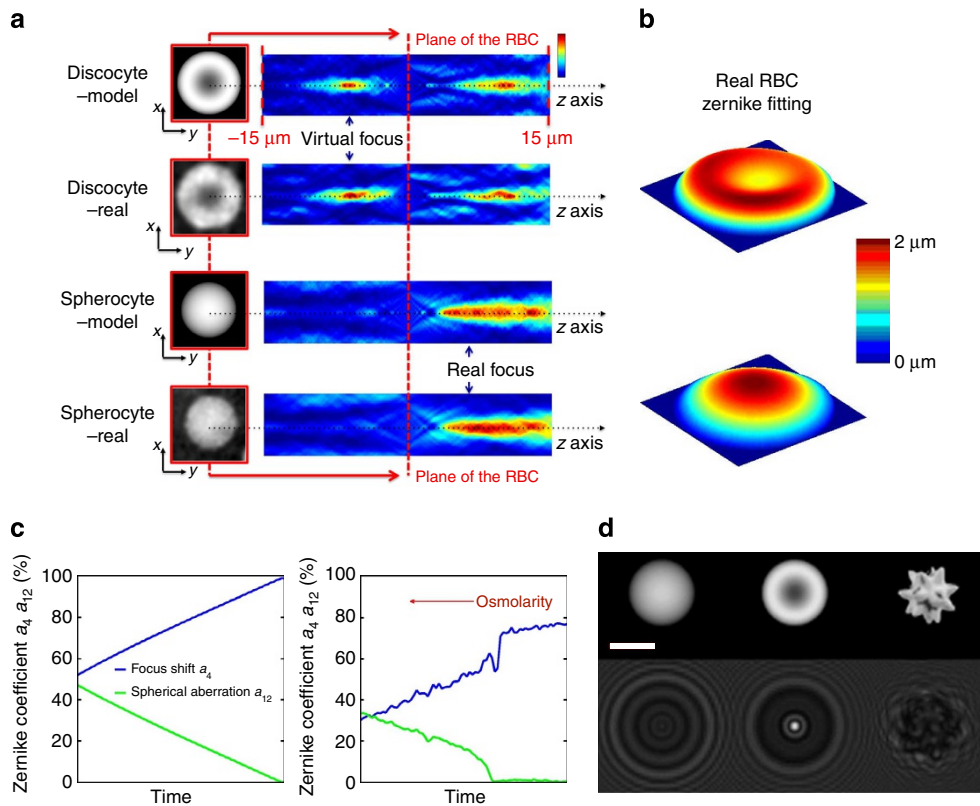 a
Plane of the RBC
Discocyte
–model
x
y
z axis
–15 μm
Virtual focus
15 μm
Discocyte
–real
x
y
z axis
Spherocyte
–model
x
y
z axis
Real focus
Spherocyte
–real
x
y
z axis
Plane of the RBC
b
Real RBC
zernike fitting
2 μm
0 μm
c
Zernike coefficient a4 a12 (%)
100
80
60
40
20
0
Focus shift a4
Spherical aberration a12
Time
Zernike coefficient a4 a12 (%)
100
80
60
40
20
0
Osmolarity
Time
d